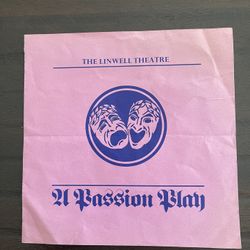 THE LINWELL THEATRE
A Passion Play